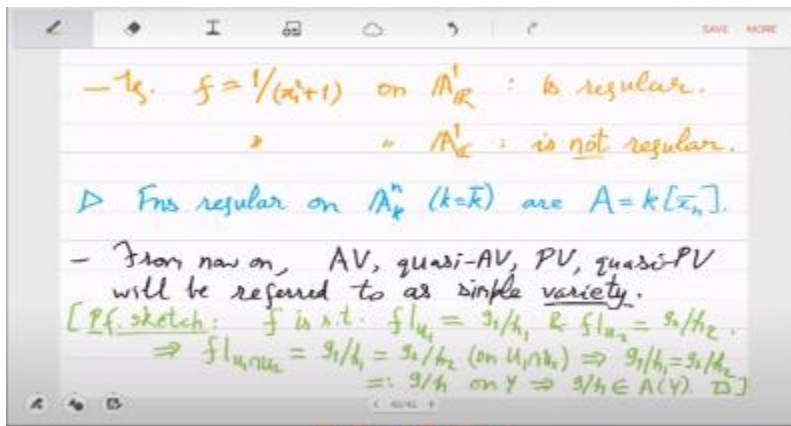 SAVE MORE
— Eg. f = 1/(x₁²+1) on A¹_ℝ : is regular.
" " A¹_ℂ : is not regular.
▷ Fns regular on Aⁿ_k (k=k̄) are A = k[x̄_n].
– From now on, AV, quasi-AV, PV, quasi-PV
will be referred to as simple variety.
[Pf. sketch: f is s.t. f|_{U₁} = g₁/h₁ & f|_{U₂} = g₂/h₂.
⇒ f|_{U₁∩U₂} = g₁/h₁ = g₂/h₂ (on U₁∩U₂) ⇒ g₁/h₁ = g₂/h₂
=: g/h on Y ⇒ g/h ∈ A(Y). □]